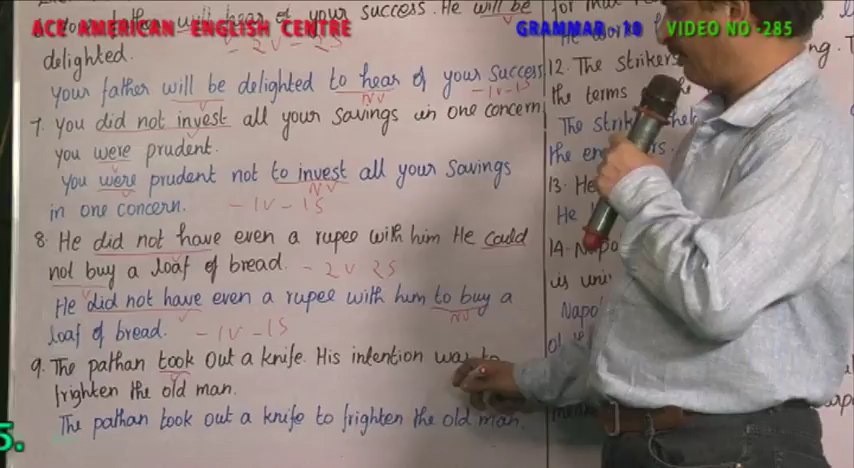 ACE AMERICAN ENGLISH CENTRE
GRAMMAR - 10
VIDEO NO -285
will hear of your success. He will be
delighted.
- 2V - 2S
Your father will be delighted to hear of your success
- 1V - 1S
NV
7. You did not invest all your savings in one concern
V
You were prudent.
You were prudent not to invest all your savings
NV
in one concern. - 1V - 1S
8. He did not have even a rupee with him He could
not buy a loaf of bread. - 2V 2S
He did not have even a rupee with him to buy a
NV
loaf of bread. - 1V - 1S
9. The pathan took out a knife. His intention was to
V
frighten the old man.
The pathan took out a knife to frighten the old man.
5.
for
He
12. The strikers
the terms
The
the
13. He
He
14.
is